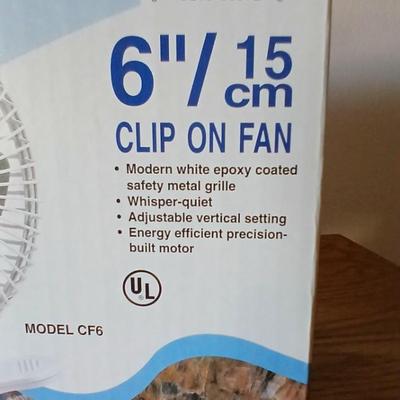 6"/ 15 cm
CLIP ON FAN
• Modern white epoxy coated
safety metal grille
• Whisper-quiet
• Adjustable vertical setting
• Energy efficient precision-
built motor
UL
MODEL CF6